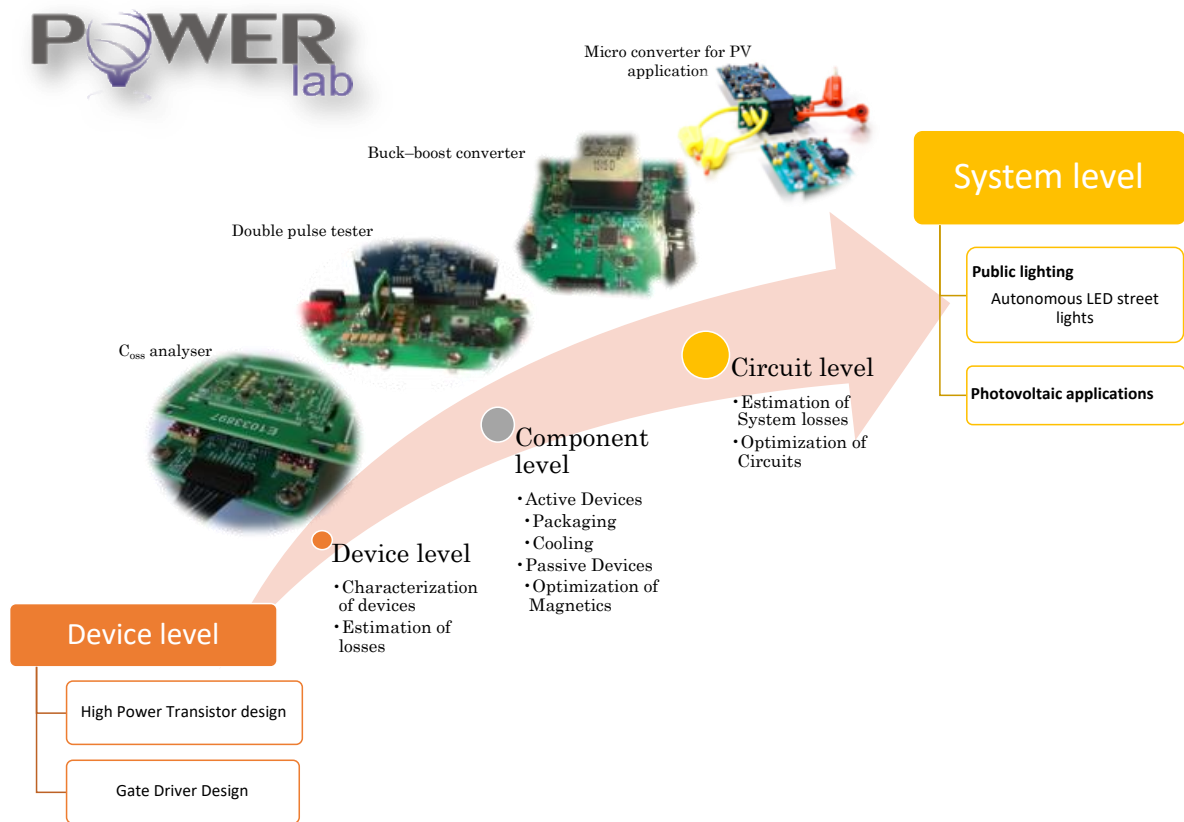 POWER
lab
Micro converter for PV
application
Buck–boost converter
Double pulse tester
Coss analyser
E1033897
System level
Public lighting
Autonomous LED street
lights
Photovoltaic applications
Circuit level
·Estimation of
System losses
·Optimization of
Circuits
Component
level
·Active Devices
·Packaging
·Cooling
·Passive Devices
·Optimization of
Magnetics
Device level
·Characterization
of devices
·Estimation of
losses
Device level
High Power Transistor design
Gate Driver Design